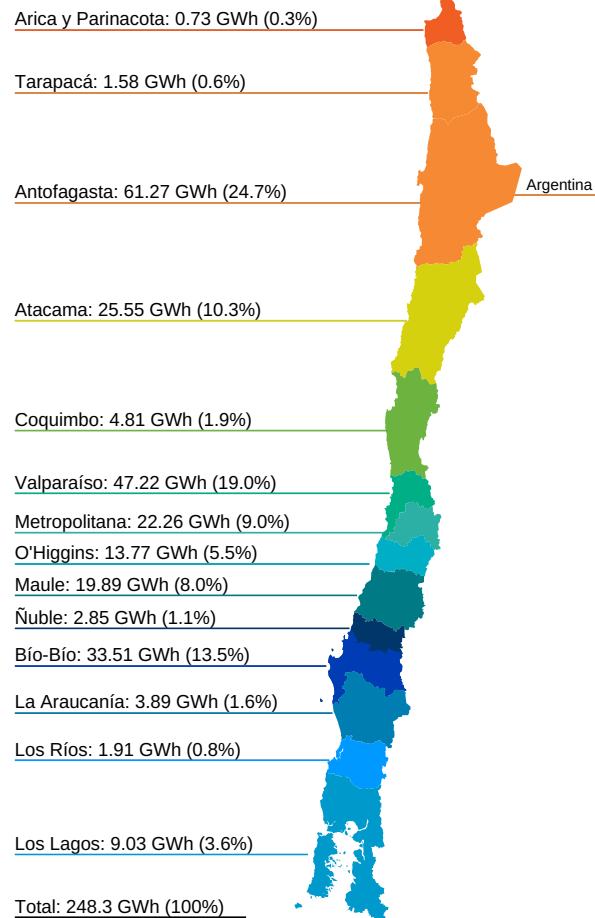 Arica y Parinacota: 0.73 GWh (0.3%)
Tarapacá: 1.58 GWh (0.6%)
Antofagasta: 61.27 GWh (24.7%)
Argentina
Atacama: 25.55 GWh (10.3%)
Coquimbo: 4.81 GWh (1.9%)
Valparaíso: 47.22 GWh (19.0%)
Metropolitana: 22.26 GWh (9.0%)
O'Higgins: 13.77 GWh (5.5%)
Maule: 19.89 GWh (8.0%)
Ñuble: 2.85 GWh (1.1%)
Bío-Bío: 33.51 GWh (13.5%)
La Araucanía: 3.89 GWh (1.6%)
Los Ríos: 1.91 GWh (0.8%)
Los Lagos: 9.03 GWh (3.6%)
Total: 248.3 GWh (100%)